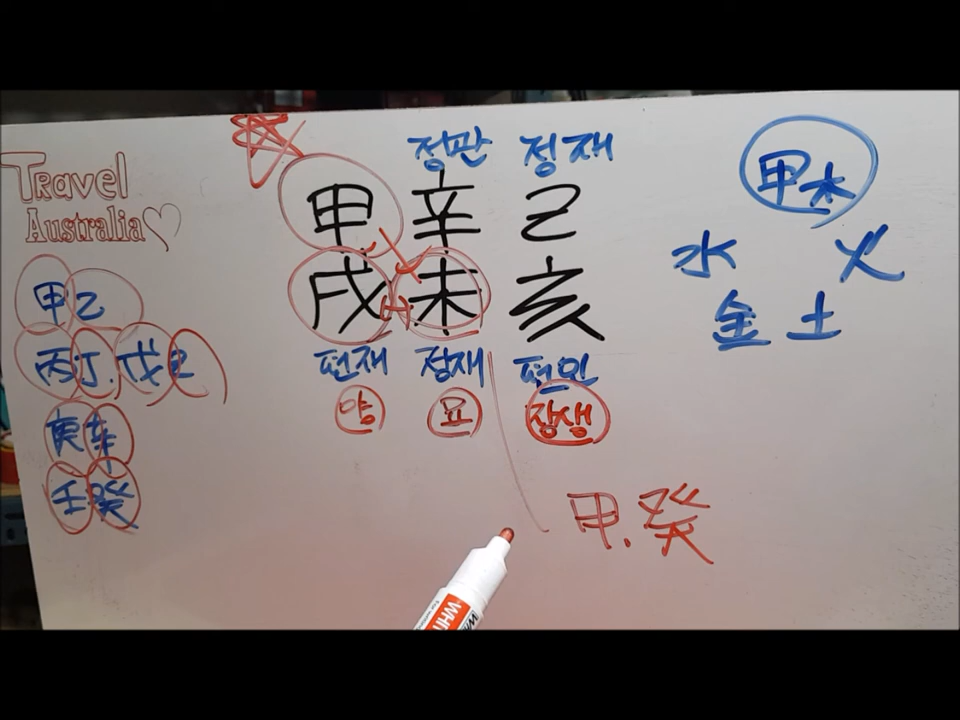 Travel
Australia
정관 정재
甲 辛 己
戌 未 亥
편재 정재 편인
양 묘 장생
甲乙
丙丁.戊己
庚辛
壬癸
甲木
水 火
金 土
甲.癸